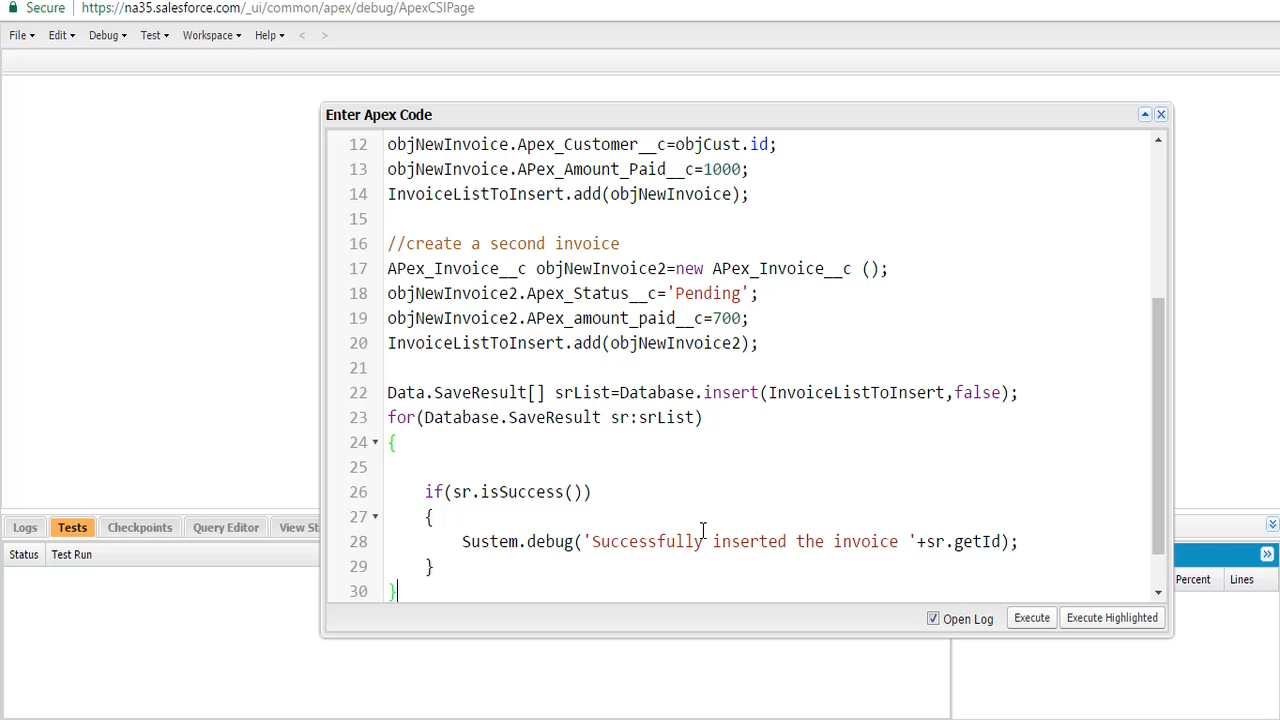 Secure https://na35.salesforce.com/_ui/common/apex/debug/ApexCSIPage
File Edit Debug Test Workspace Help < >
Enter Apex Code
12 objNewInvoice.Apex_Customer__c=objCust.id;
13 objNewInvoice.APex_Amount_Paid__c=1000;
14 InvoiceListToInsert.add(objNewInvoice);
15
16 //create a second invoice
17 APex_Invoice__c objNewInvoice2=new APex_Invoice__c ();
18 objNewInvoice2.Apex_Status__c='Pending';
19 objNewInvoice2.APex_amount_paid__c=700;
20 InvoiceListToInsert.add(objNewInvoice2);
21
22 Data.SaveResult[] srList=Database.insert(InvoiceListToInsert,false);
23 for(Database.SaveResult sr:srList)
24 {
25
26 if(sr.isSuccess())
27 {
28 Sustem.debug('Successfully inserted the invoice '+sr.getId);
29 }
30 }
Open Log Execute Execute Highlighted
Logs Tests Checkpoints Query Editor View St
Status Test Run
Percent Lines